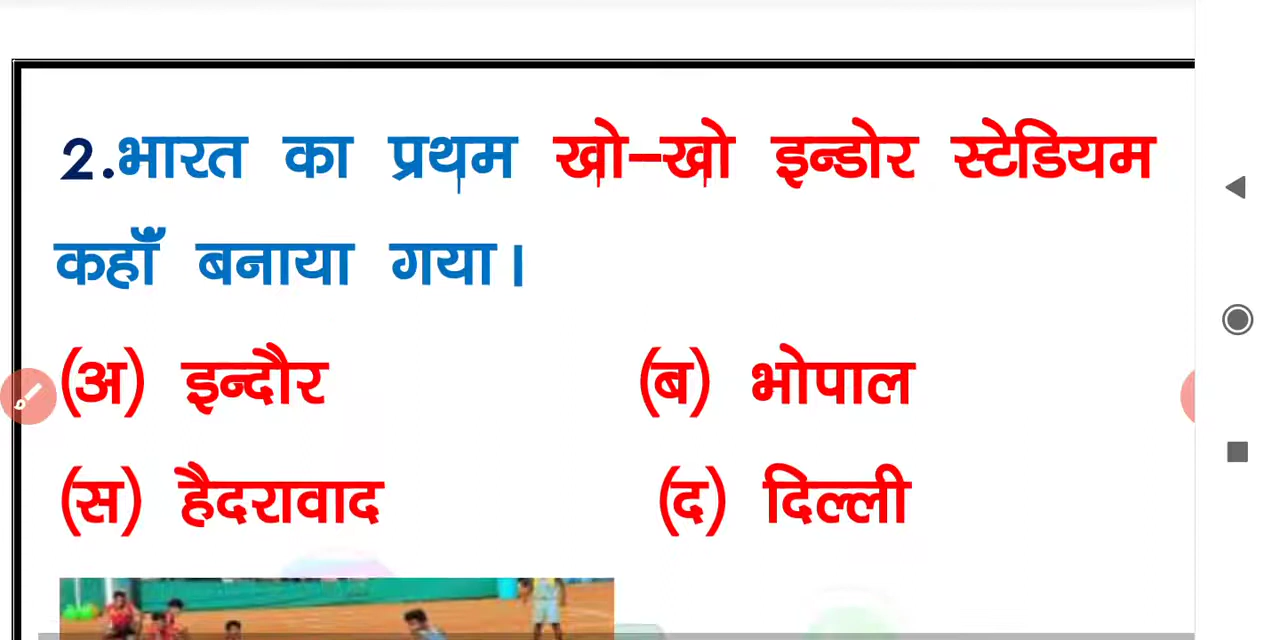 2.भारत का प्रथम खो-खो इन्डोर स्टेडियम
कहाँ बनाया गया।
(अ) इन्दौर (ब) भोपाल
(स) हैदरावाद (द) दिल्ली